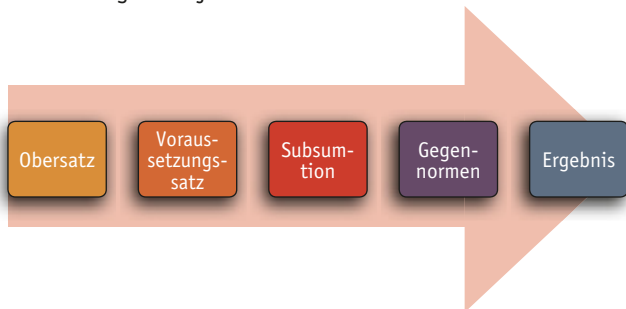 Obersatz
Voraus-
setzungs-
satz
Subsum-
tion
Gegen-
normen
Ergebnis